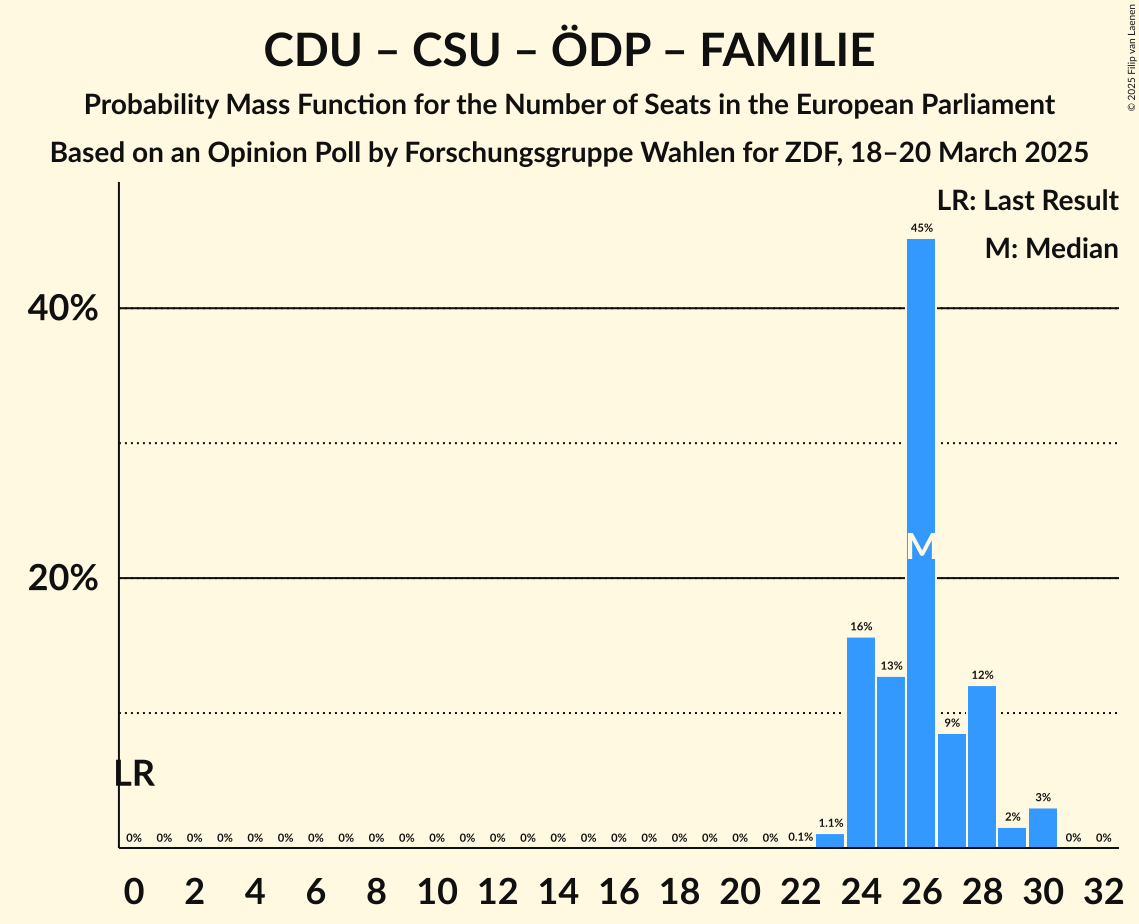 CDU – CSU – ÖDP – FAMILIE
Probability Mass Function for the Number of Seats in the European Parliament
Based on an Opinion Poll by Forschungsgruppe Wahlen for ZDF, 18–20 March 2025
© 2025 Filip van Laenen
LR: Last Result
M: Median
45%
40%
M
20%
16%
13%
12%
9%
LR
3%
2%
1.1%
0% 0% 0% 0% 0% 0% 0% 0% 0% 0% 0% 0% 0% 0% 0% 0% 0% 0% 0% 0% 0% 0% 0.1% 0% 0%
0 2 4 6 8 10 12 14 16 18 20 22 24 26 28 30 32